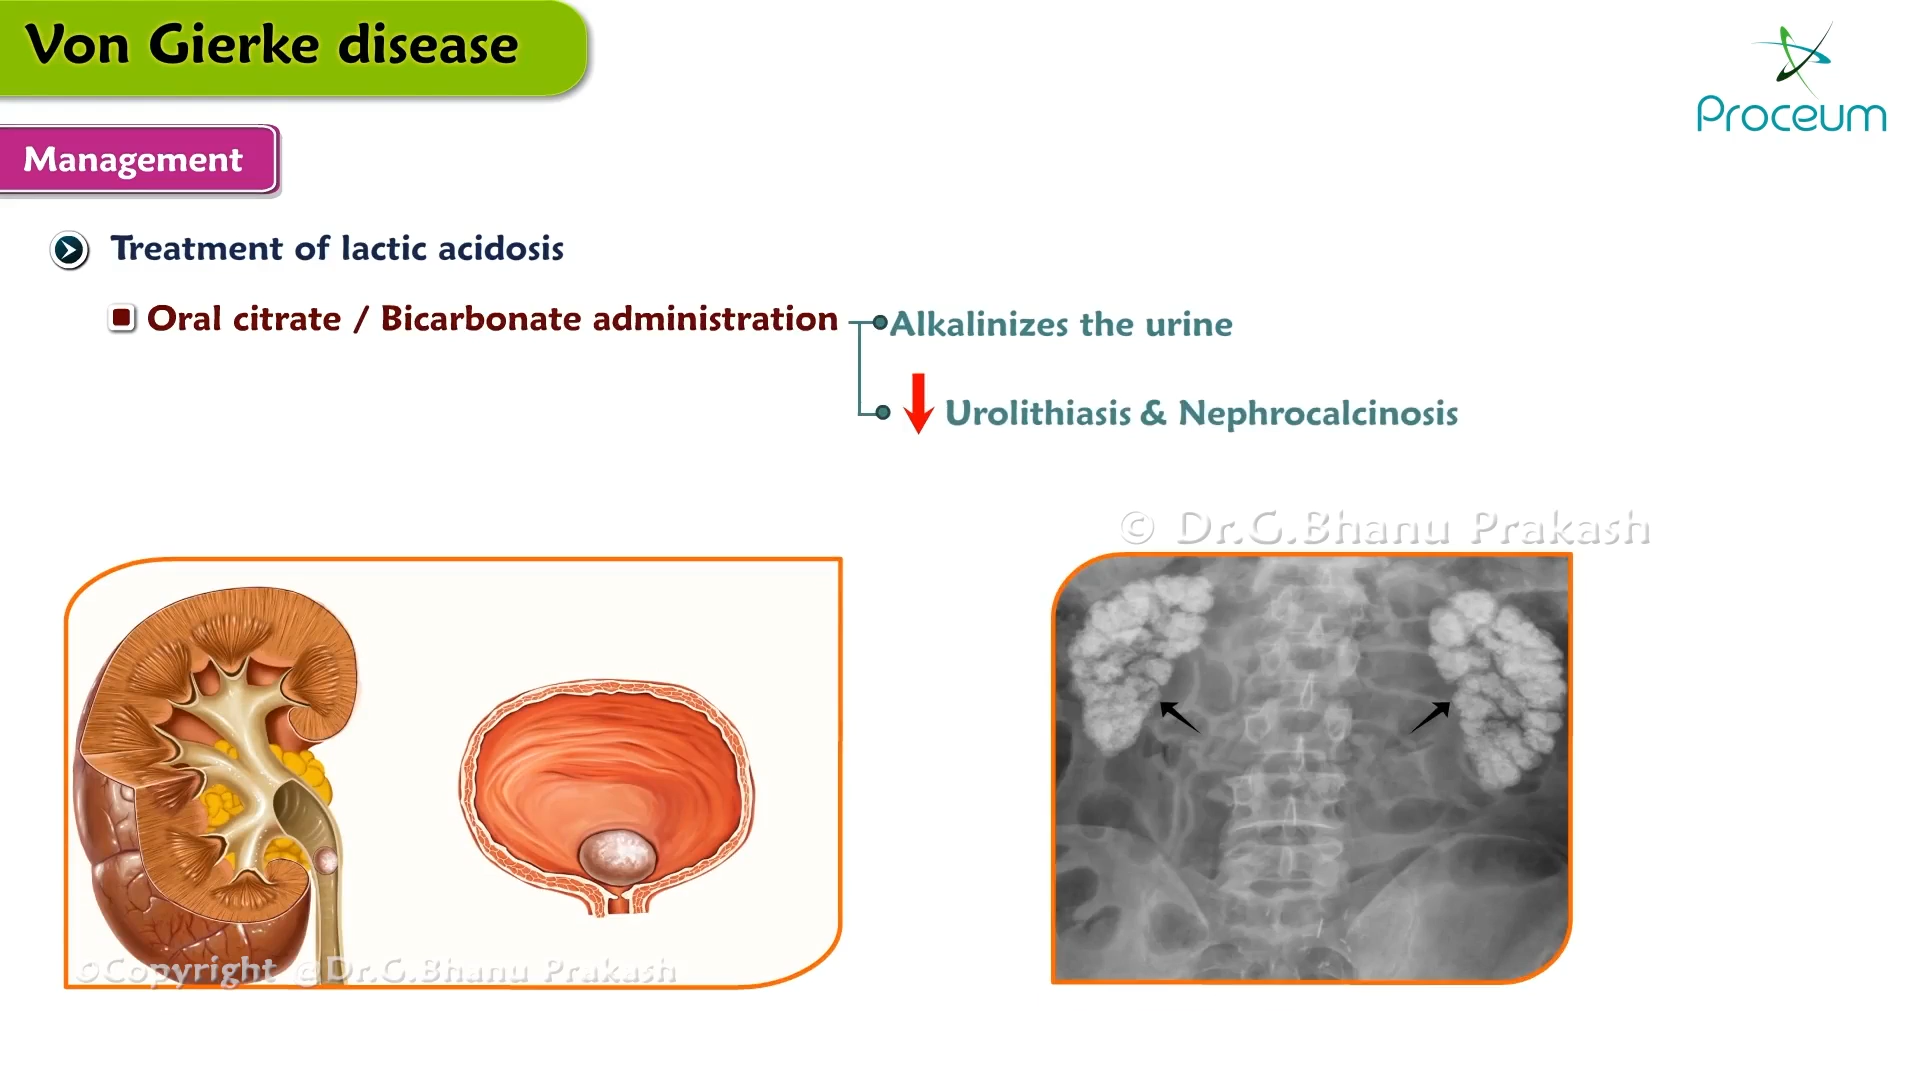 Von Gierke disease
Proceum
Management
Treatment of lactic acidosis
Oral citrate / Bicarbonate administration
Alkalinizes the urine
Urolithiasis & Nephrocalcinosis
© Dr.G.Bhanu Prakash
©Copyright @Dr.G.Bhanu Prakash